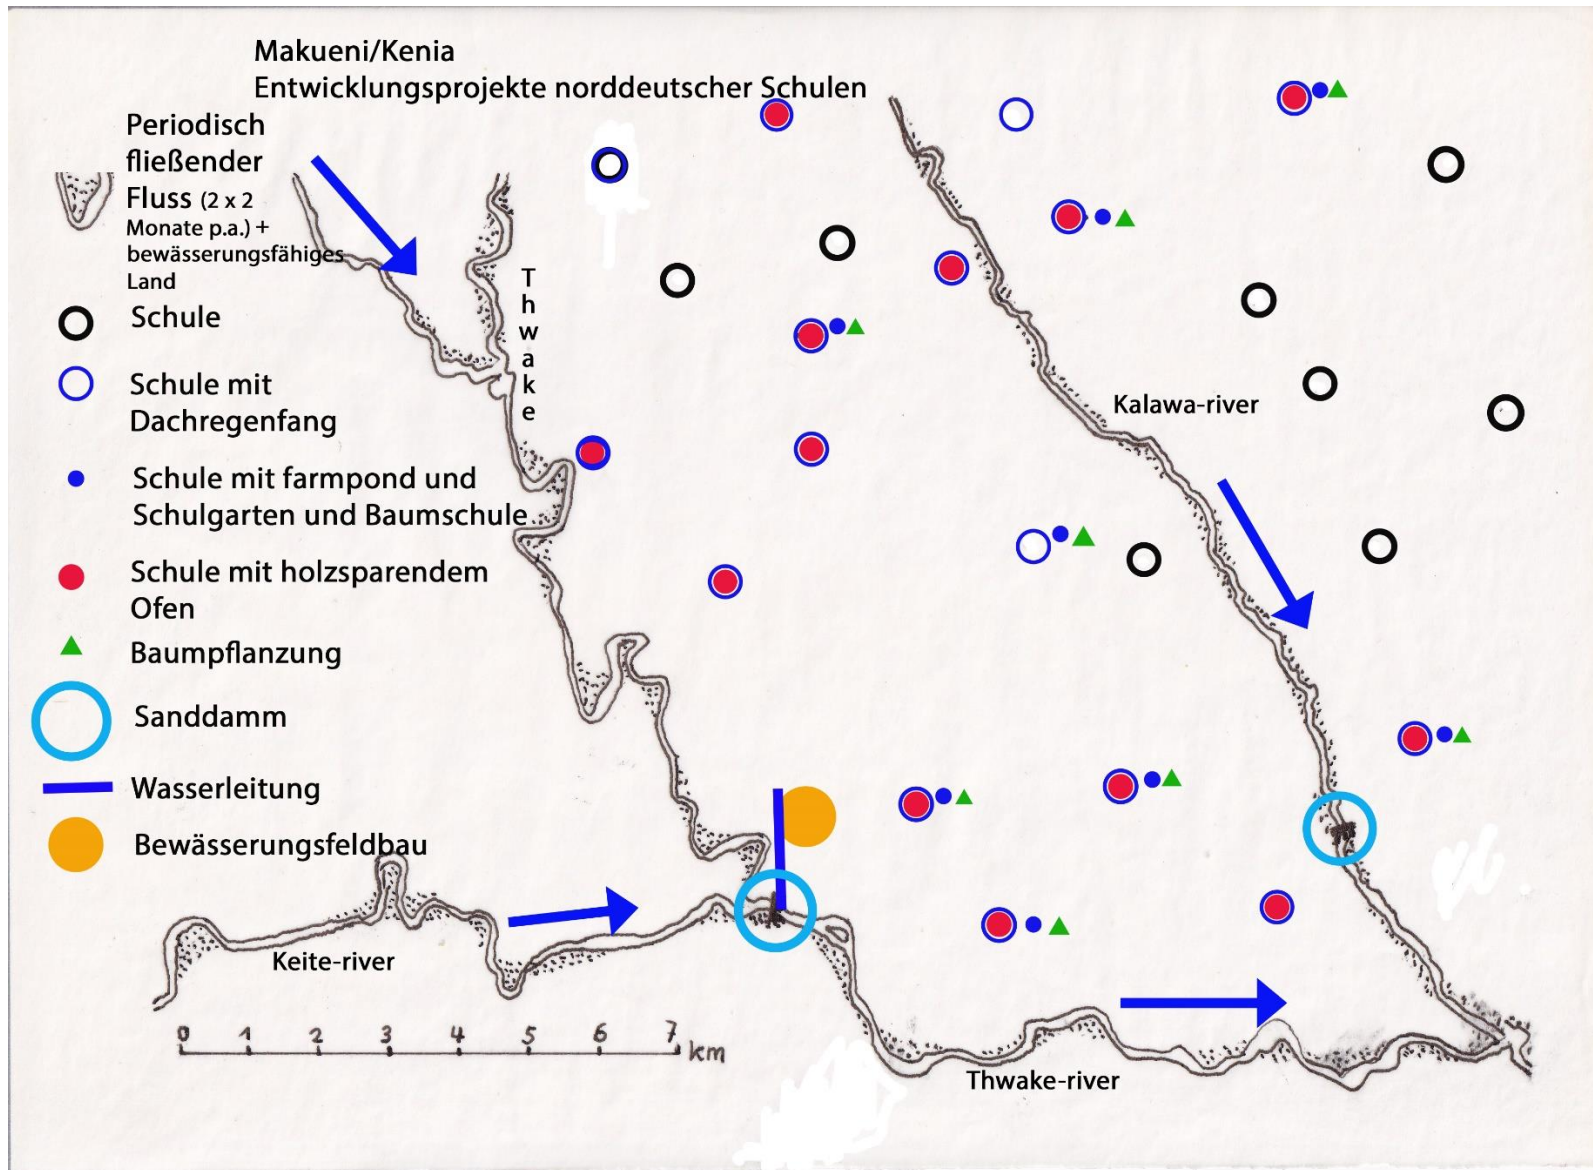 Makueni/Kenia
Entwicklungsprojekte norddeutscher Schulen
Periodisch
fließender
Fluss (2 x 2
Monate p.a.) +
bewässerungsfähiges
Land
Schule
Schule mit
Dachregenfang
Schule mit farmpond und
Schulgarten und Baumschule
Schule mit holzsparendem
Ofen
Baumpflanzung
Sanddamm
Wasserleitung
Bewässerungsfeldbau
Thwake
Kalawa-river
Keite-river
0 1 2 3 4 5 6 7 km
Thwake-river